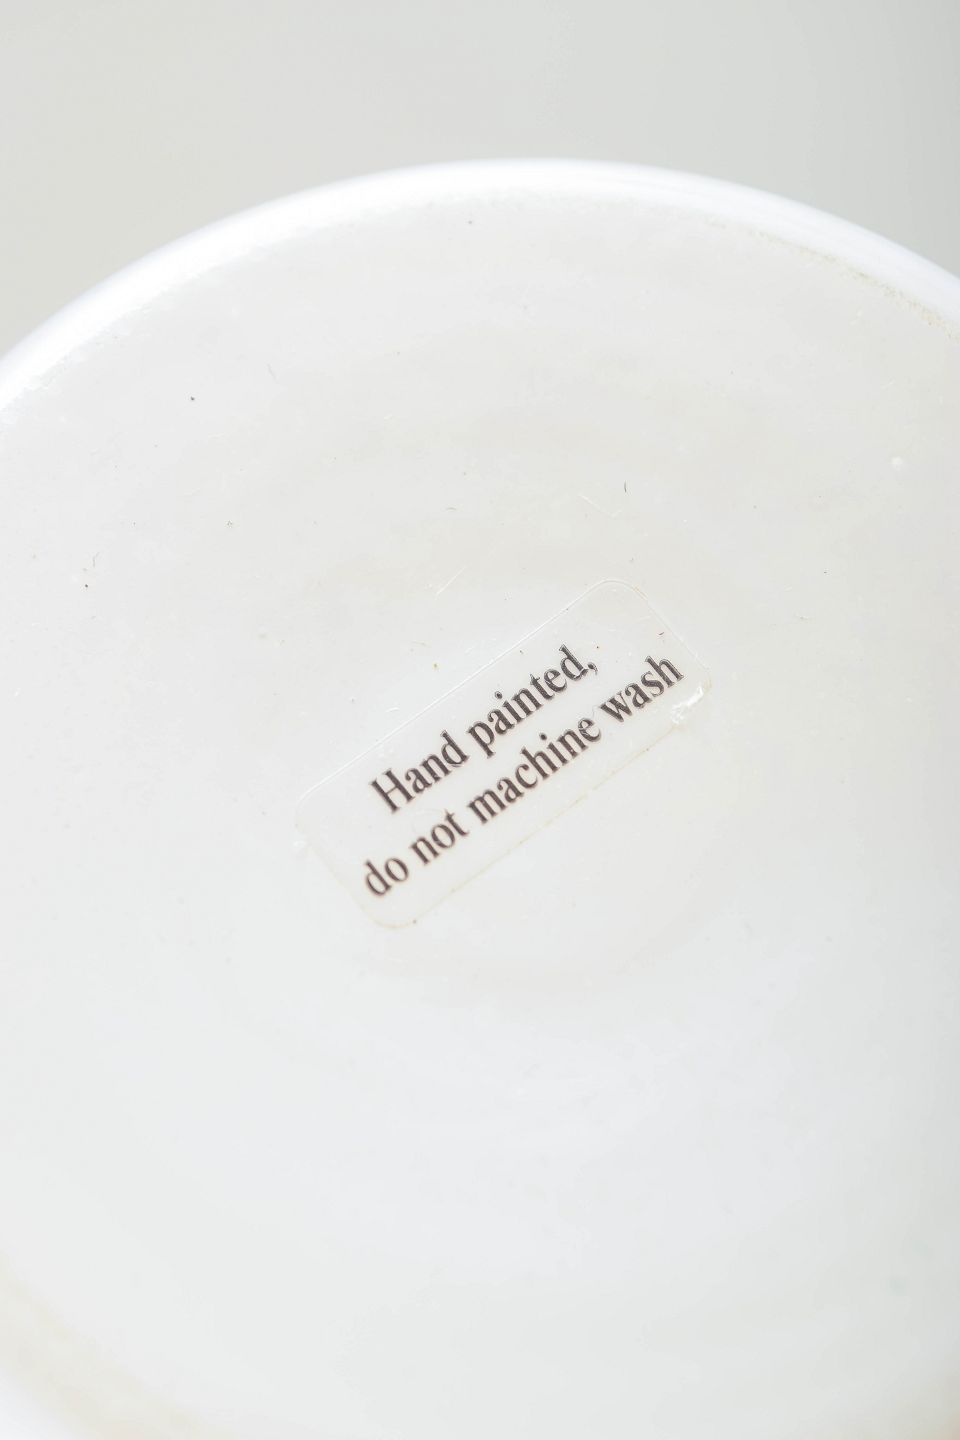 Hand painted,
do not machine wash